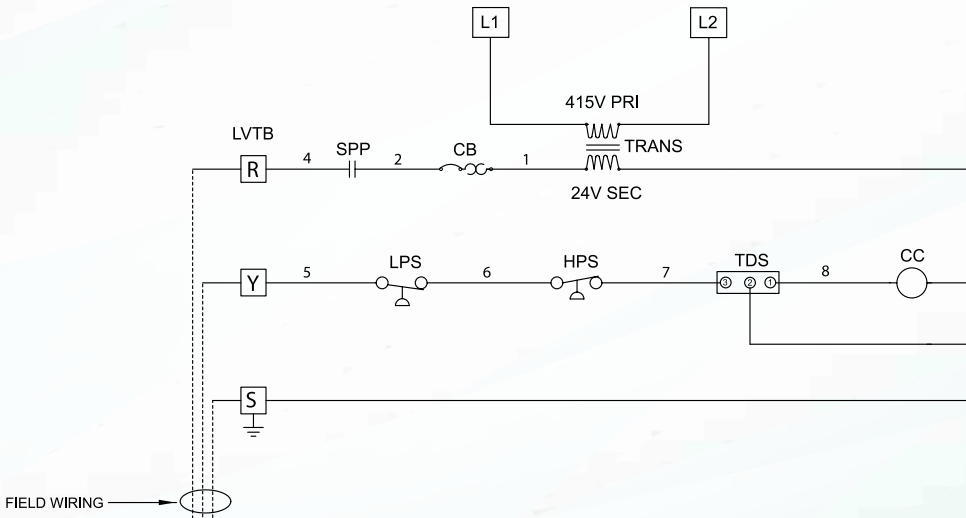 L1 L2
415V PRI
LVTB
SPP CB TRANS
R 4 2 1
24V SEC
LPS HPS TDS CC
Y 5 6 7 3 2 1 8
S
FIELD WIRING